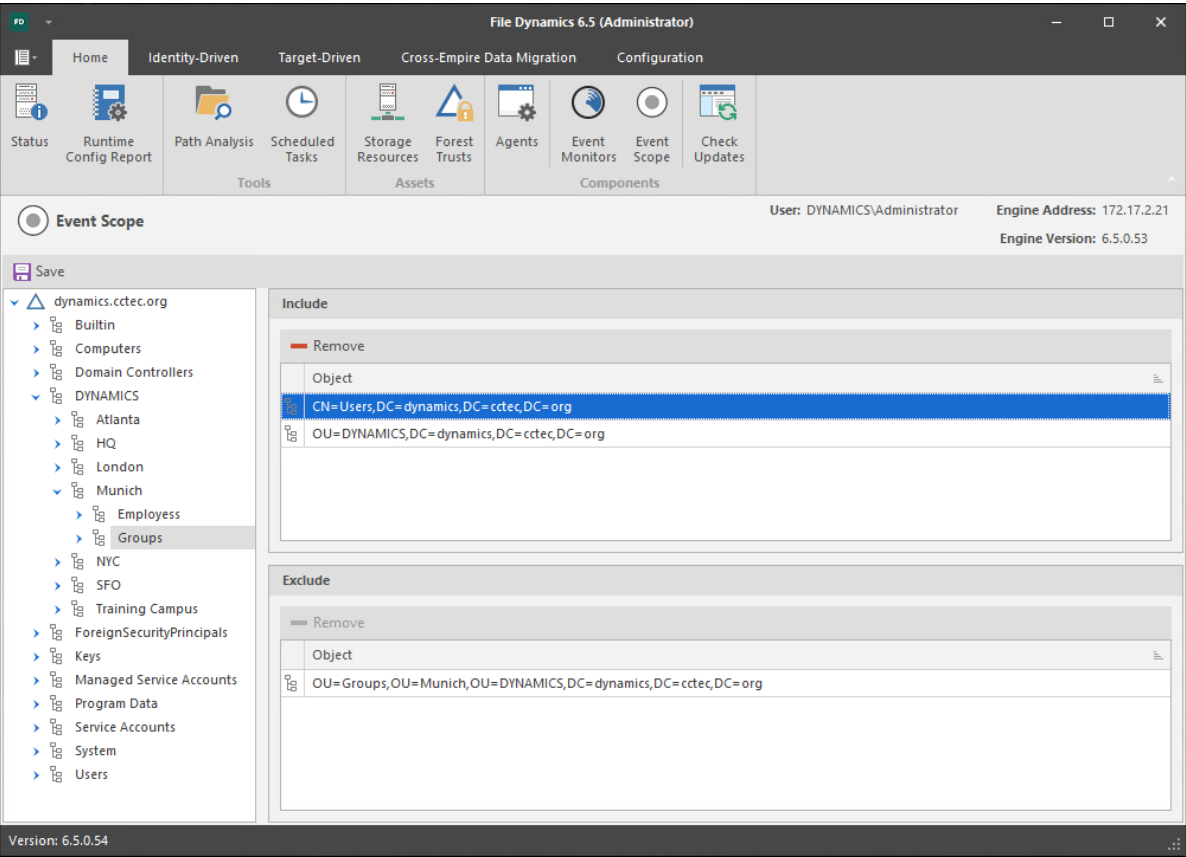 FD
File Dynamics 6.5 (Administrator)
Home Identity-Driven Target-Driven Cross-Empire Data Migration Configuration
Status
Runtime
Config Report
Path Analysis
Scheduled
Tasks
Storage
Resources
Forest
Trusts
Agents
Event
Monitors
Event
Scope
Check
Updates
Tools
Assets
Components
Event Scope
User: DYNAMICS\Administrator
Engine Address: 172.17.2.21
Engine Version: 6.5.0.53
Save
dynamics.cctec.org
Builtin
Computers
Domain Controllers
DYNAMICS
Atlanta
HQ
London
Munich
Employess
Groups
NYC
SFO
Training Campus
ForeignSecurityPrincipals
Keys
Managed Service Accounts
Program Data
Service Accounts
System
Users
Include
Remove
Object
CN=Users,DC=dynamics,DC=cctec,DC=org
OU=DYNAMICS,DC=dynamics,DC=cctec,DC=org
Exclude
Remove
Object
OU=Groups,OU=Munich,OU=DYNAMICS,DC=dynamics,DC=cctec,DC=org
Version: 6.5.0.54